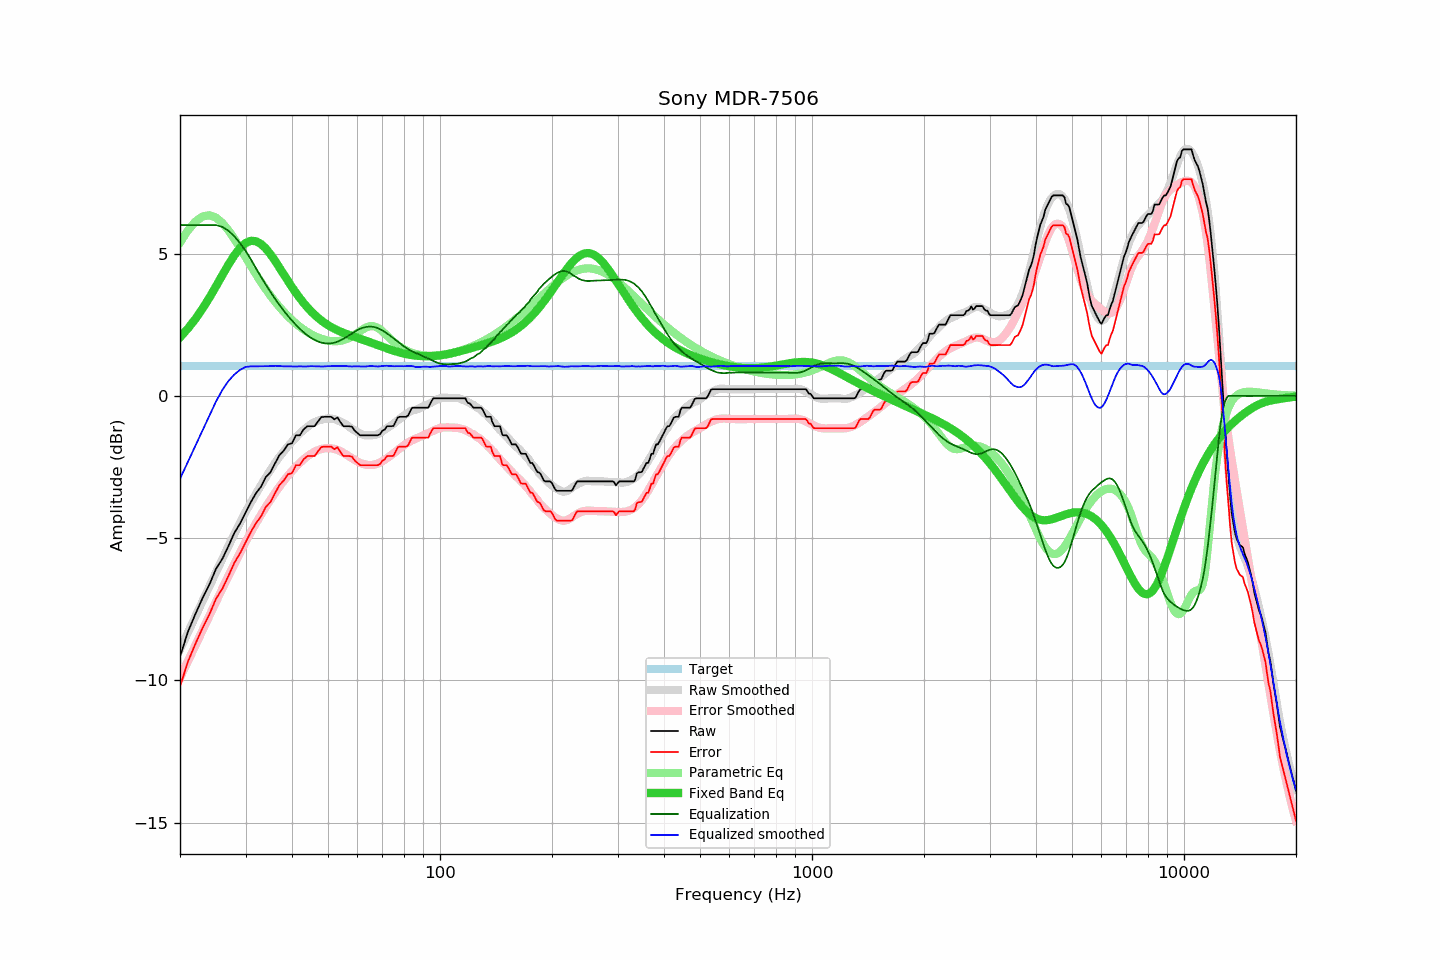 Sony MDR-7506
Amplitude (dBr)
5
0
−5
−10
−15
Target
Raw Smoothed
Error Smoothed
Raw
Error
Parametric Eq
Fixed Band Eq
Equalization
Equalized smoothed
100 1000 10000
Frequency (Hz)